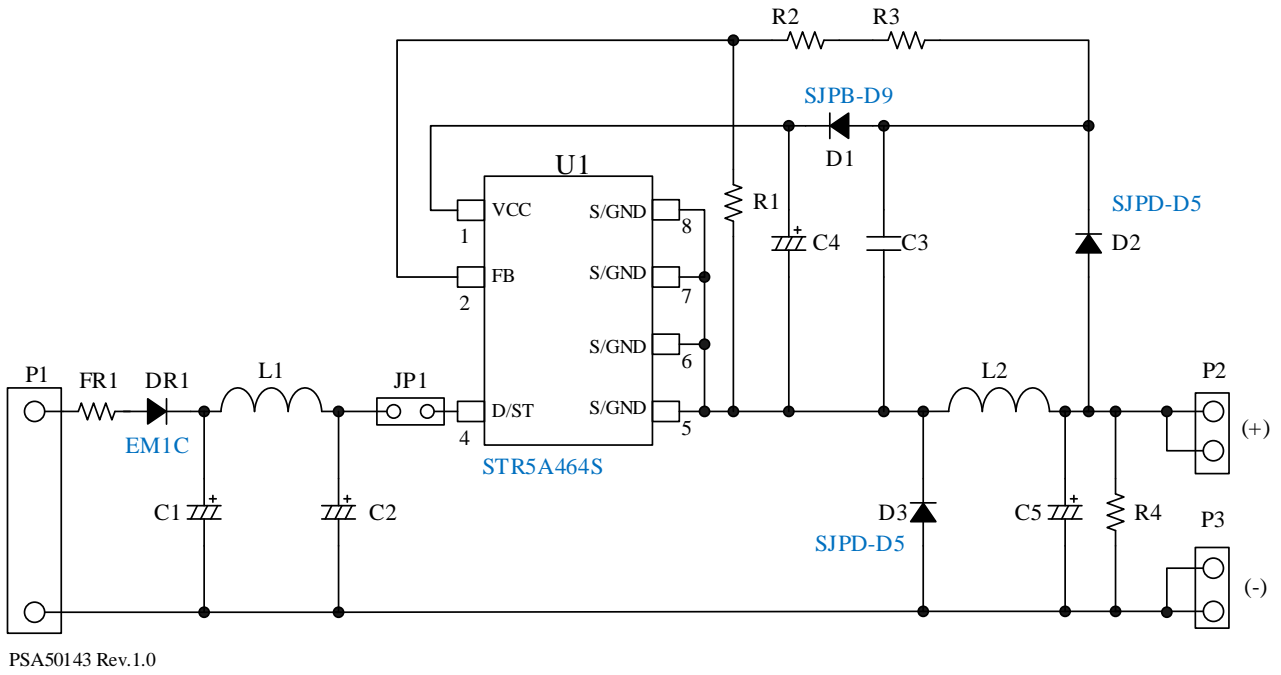 R2
R3
SJPB-D9
D1
U1
VCC
1
FB
2
S/GND
8
S/GND
7
S/GND
6
S/GND
5
D/ST
4
STR5A464S
R1
+
C4
C3
SJPD-D5
D2
P1
FR1
DR1
EM1C
L1
JP1
L2
P2
(+)
C1
+
+
C2
D3
SJPD-D5
C5
+
R4
P3
(-)
PSA50143 Rev.1.0